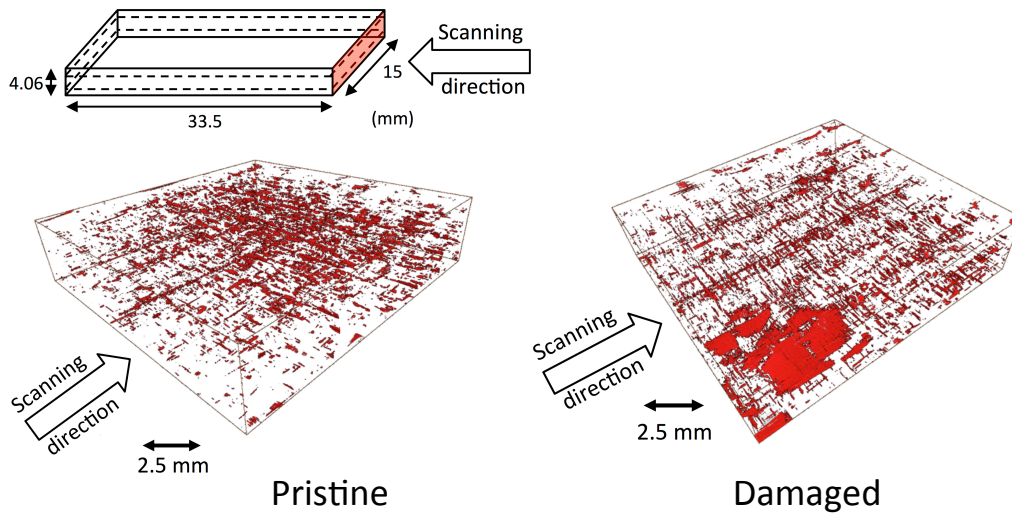 Scanning
direction
4.06
15
33.5
(mm)
Scanning
direction
2.5 mm
Pristine
Scanning
direction
2.5 mm
Damaged